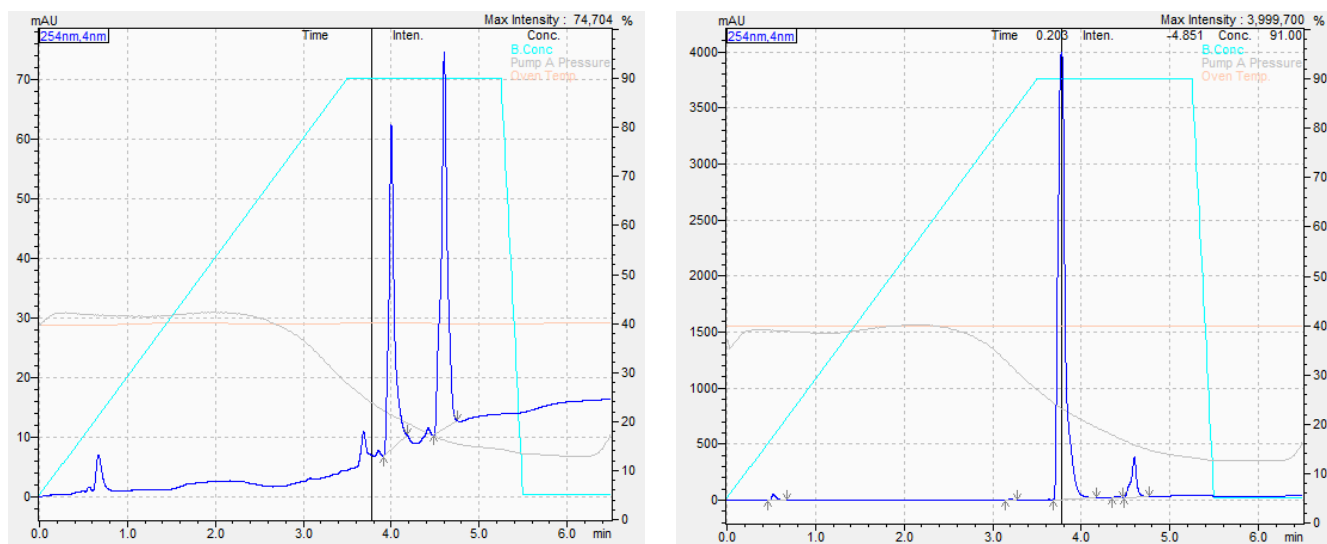 mAU Max Intensity : 74,704 %
254nm,4nm Time Inten. Conc.
B.Conc
Pump A Pressure
Oven Temp
90
70
80
60
70
50
60
40
50
30
40
30
20
20
10
10
0
0
0.0 1.0 2.0 3.0 4.0 5.0 6.0 min
mAU Max Intensity : 3,999,700 %
254nm,4nm Time 0.203 Inten. -4.851 Conc. 91.00
4000 B.Conc
Pump A Pressure
Oven Temp
3500 90
80
3000
70
2500
60
2000
50
1500 40
1000 30
20
500
10
0
0
0.0 1.0 2.0 3.0 4.0 5.0 6.0 min